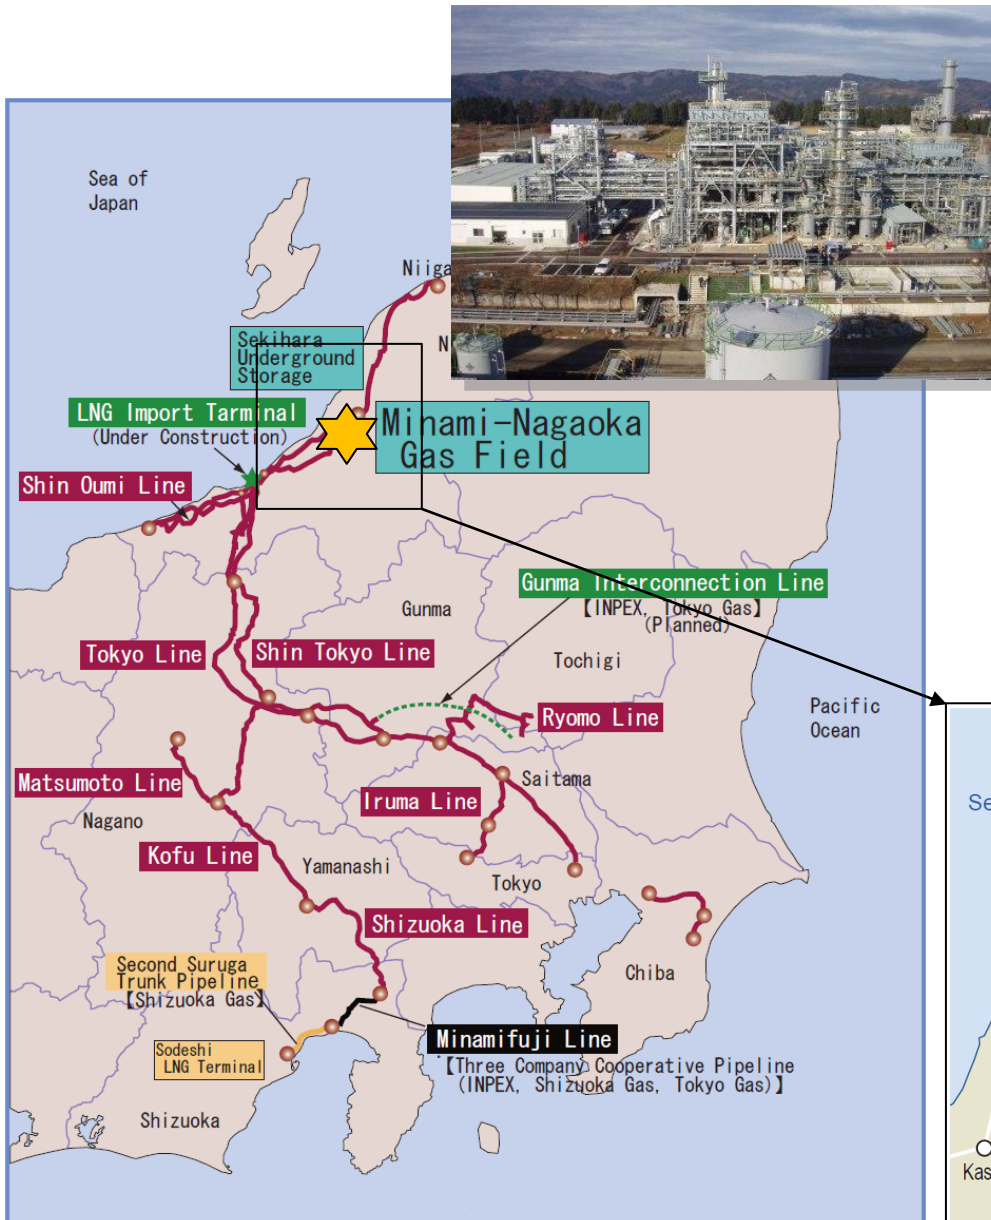 Sea of
Japan
Sekihara
Underground
Storage
LNG Import Tarminal
(Under Construction)
Minami-Nagaoka
Gas Field
Shin Oumi Line
Gunma Interconnection Line
【INPEX, Tokyo Gas】
(Planned)
Gunma
Tochigi
Tokyo Line
Shin Tokyo Line
Ryomo Line
Pacific
Ocean
Matsumoto Line
Saitama
Iruma Line
Nagano
Kofu Line
Yamanashi
Tokyo
Shizuoka Line
Chiba
Second Suruga
Trunk Pipeline
【Shizuoka Gas】
Minamifuji Line
【Three Company Cooperative Pipeline
(INPEX, Shizuoka Gas, Tokyo Gas)】
Sodeshi
LNG Terminal
Shizuoka